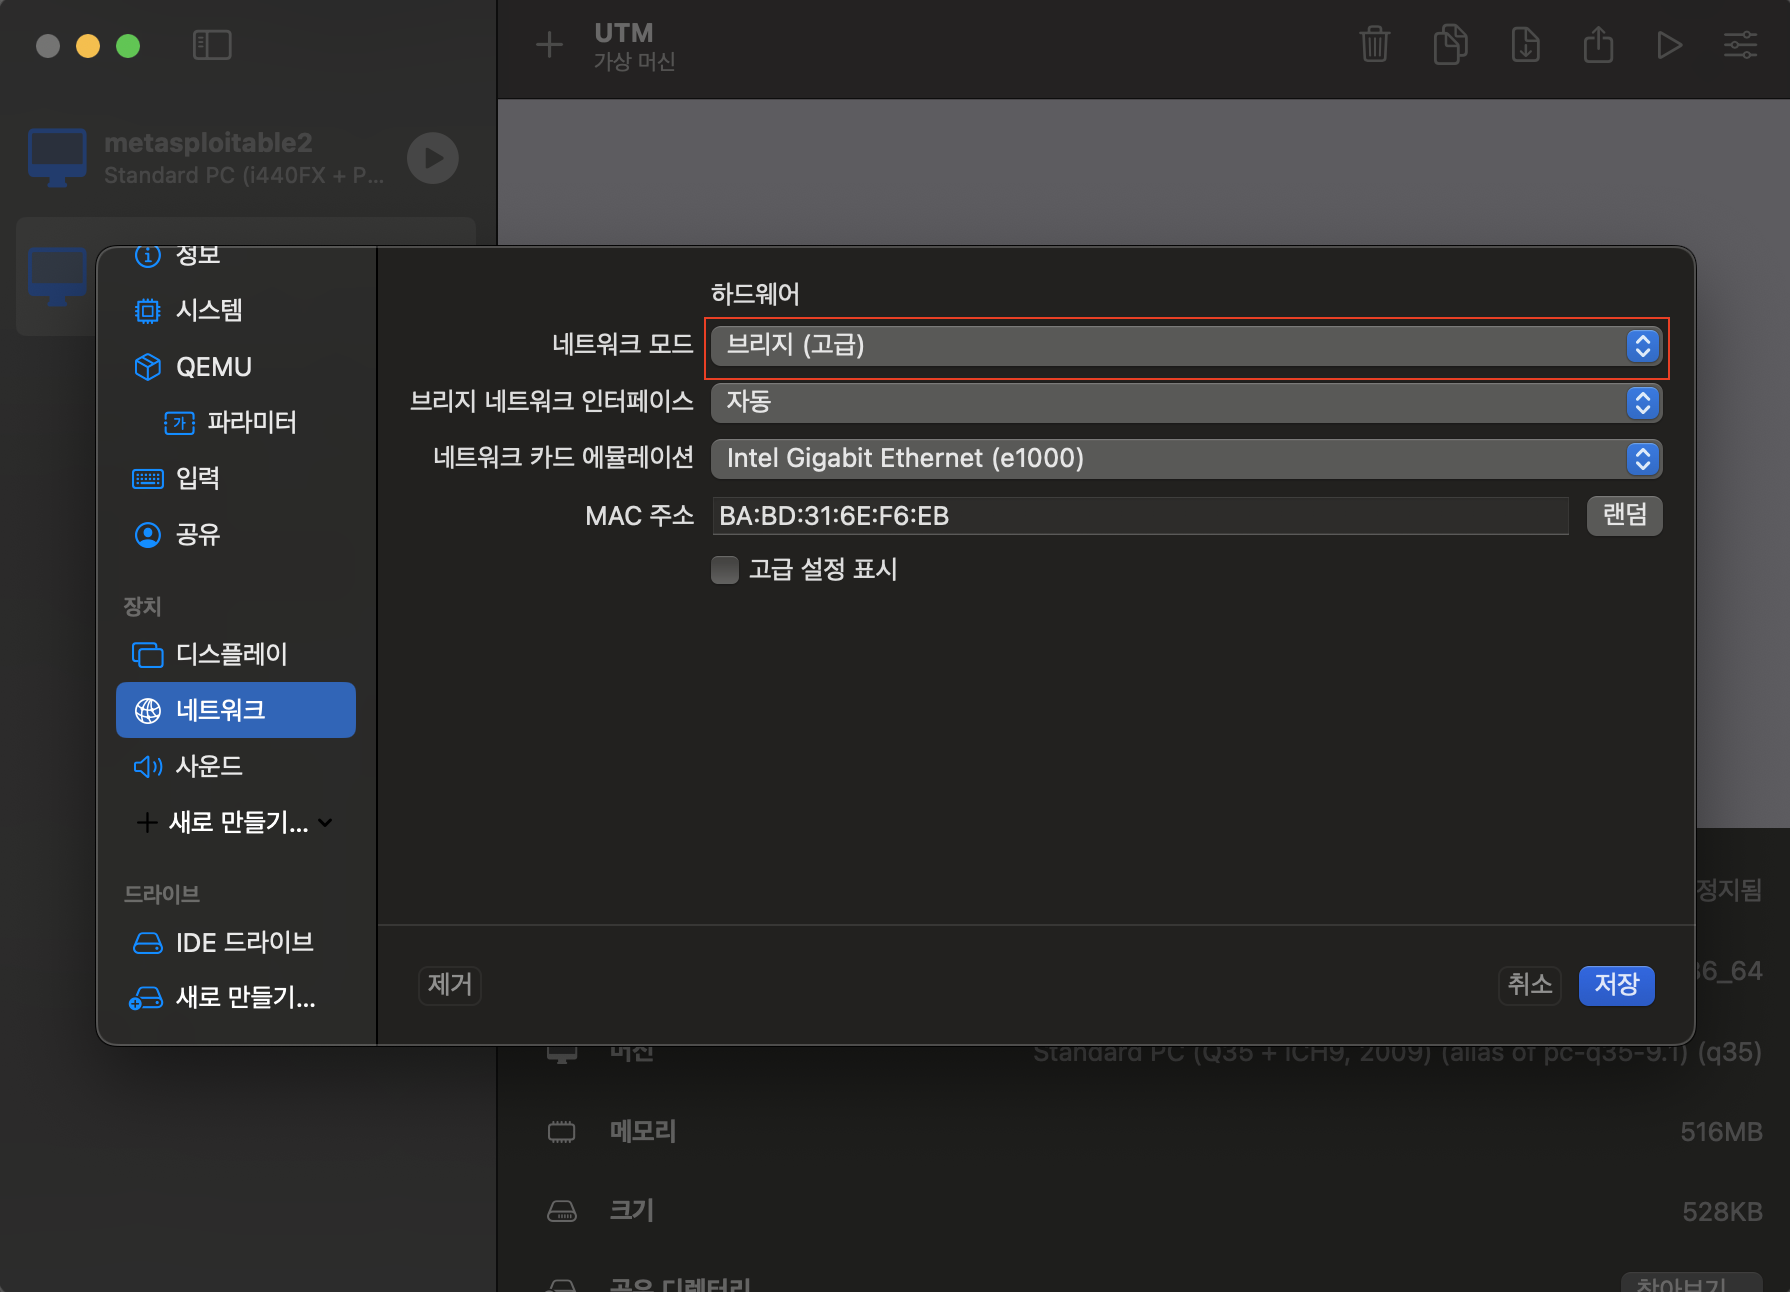 UTM
가상 머신
metasploitable2
Standard PC (i440FX + P...
정보
시스템
QEMU
가
파라미터
입력
공유
장치
디스플레이
네트워크
사운드
새로 만들기...
드라이브
IDE 드라이브
새로 만들기...
하드웨어
네트워크 모드
브리지 (고급)
브리지 네트워크 인터페이스
자동
네트워크 카드 에뮬레이션
Intel Gigabit Ethernet (e1000)
MAC 주소
BA:BD:31:6E:F6:EB
랜덤
고급 설정 표시
제거
취소
저장
정지됨
86_64
머신
Standard PC (Q35 + ICH9, 2009) (alias of pc-q35-9.1) (q35)
메모리
516MB
크기
528KB
공유 디렉터리
찾아보기